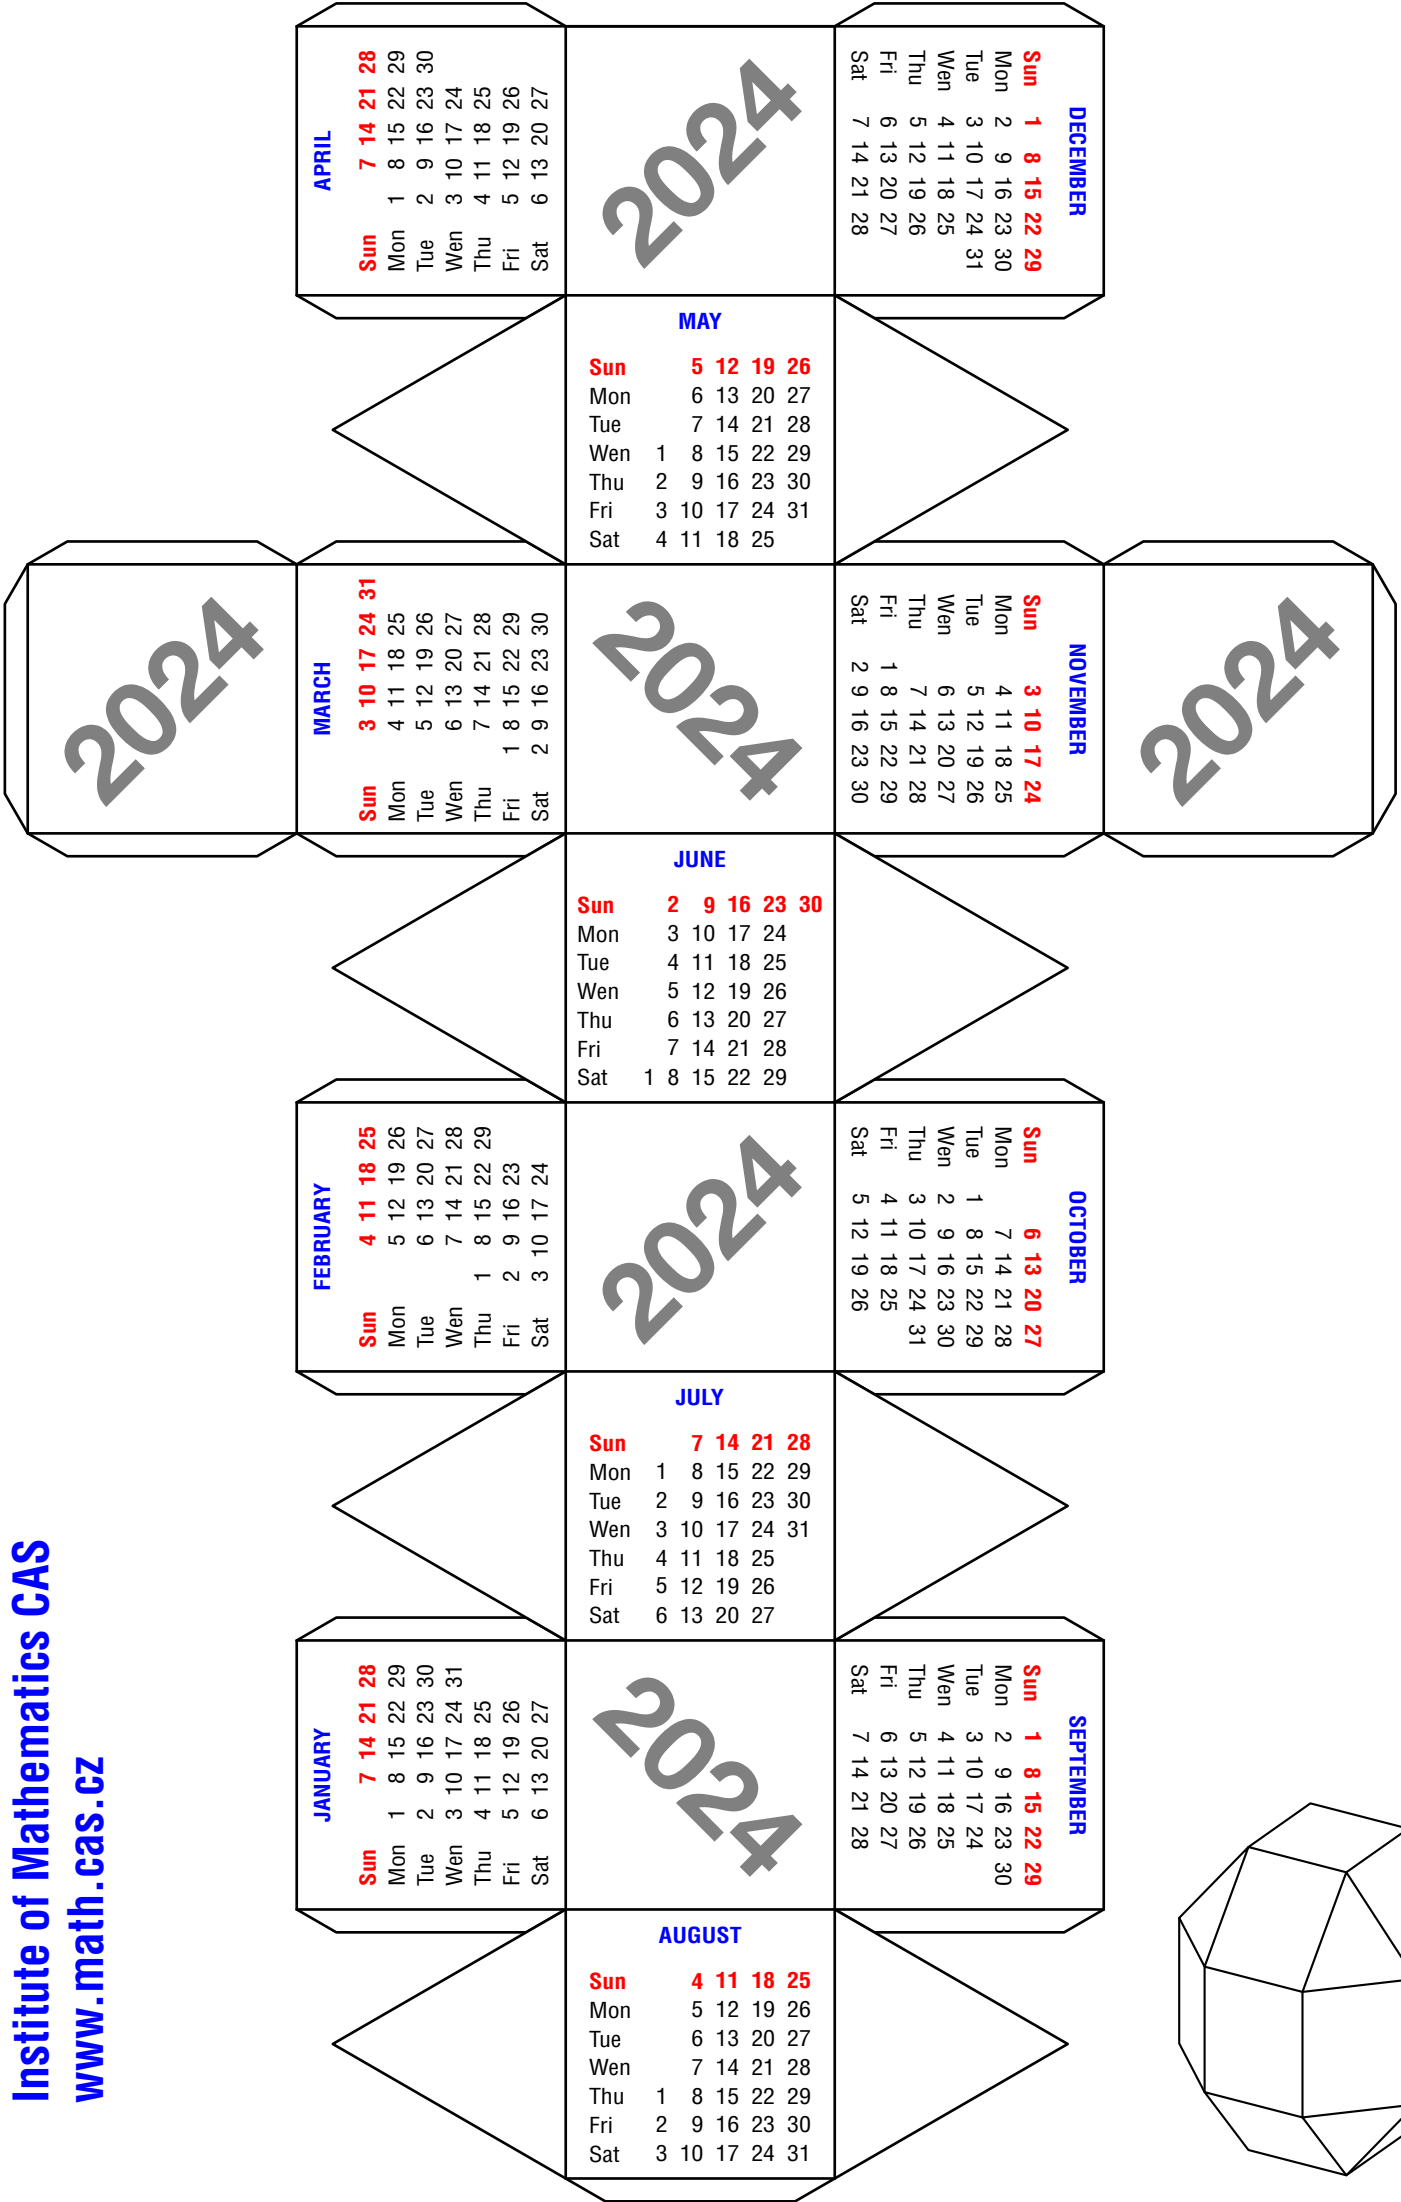 APRIL
Sun 7 14 21 28
Mon 1 8 15 22 29
Tue 2 9 16 23 30
Wen 3 10 17 24
Thu 4 11 18 25
Fri 5 12 19 26
Sat 6 13 20 27
2024
DECEMBER
Sun 1 8 15 22 29
Mon 2 9 16 23 30
Tue 3 10 17 24 31
Wen 4 11 18 25
Thu 5 12 19 26
Fri 6 13 20 27
Sat 7 14 21 28
MAY
Sun 5 12 19 26
Mon 6 13 20 27
Tue 7 14 21 28
Wen 1 8 15 22 29
Thu 2 9 16 23 30
Fri 3 10 17 24 31
Sat 4 11 18 25
2024
MARCH
Sun 3 10 17 24 31
Mon 4 11 18 25
Tue 5 12 19 26
Wen 6 13 20 27
Thu 7 14 21 28
Fri 1 8 15 22 29
Sat 2 9 16 23 30
2024
NOVEMBER
Sun 3 10 17 24
Mon 4 11 18 25
Tue 5 12 19 26
Wen 6 13 20 27
Thu 7 14 21 28
Fri 1 8 15 22 29
Sat 2 9 16 23 30
2024
JUNE
Sun 2 9 16 23 30
Mon 3 10 17 24
Tue 4 11 18 25
Wen 5 12 19 26
Thu 6 13 20 27
Fri 7 14 21 28
Sat 1 8 15 22 29
FEBRUARY
Sun 4 11 18 25
Mon 5 12 19 26
Tue 6 13 20 27
Wen 7 14 21 28
Thu 1 8 15 22 29
Fri 2 9 16 23
Sat 3 10 17 24
2024
OCTOBER
Sun 6 13 20 27
Mon 7 14 21 28
Tue 1 8 15 22 29
Wen 2 9 16 23 30
Thu 3 10 17 24 31
Fri 4 11 18 25
Sat 5 12 19 26
JULY
Sun 7 14 21 28
Mon 1 8 15 22 29
Tue 2 9 16 23 30
Wen 3 10 17 24 31
Thu 4 11 18 25
Fri 5 12 19 26
Sat 6 13 20 27
JANUARY
Sun 7 14 21 28
Mon 1 8 15 22 29
Tue 2 9 16 23 30
Wen 3 10 17 24 31
Thu 4 11 18 25
Fri 5 12 19 26
Sat 6 13 20 27
2024
SEPTEMBER
Sun 1 8 15 22 29
Mon 2 9 16 23 30
Tue 3 10 17 24
Wen 4 11 18 25
Thu 5 12 19 26
Fri 6 13 20 27
Sat 7 14 21 28
AUGUST
Sun 4 11 18 25
Mon 5 12 19 26
Tue 6 13 20 27
Wen 7 14 21 28
Thu 1 8 15 22 29
Fri 2 9 16 23 30
Sat 3 10 17 24 31
Institute of Mathematics CAS
www.math.cas.cz